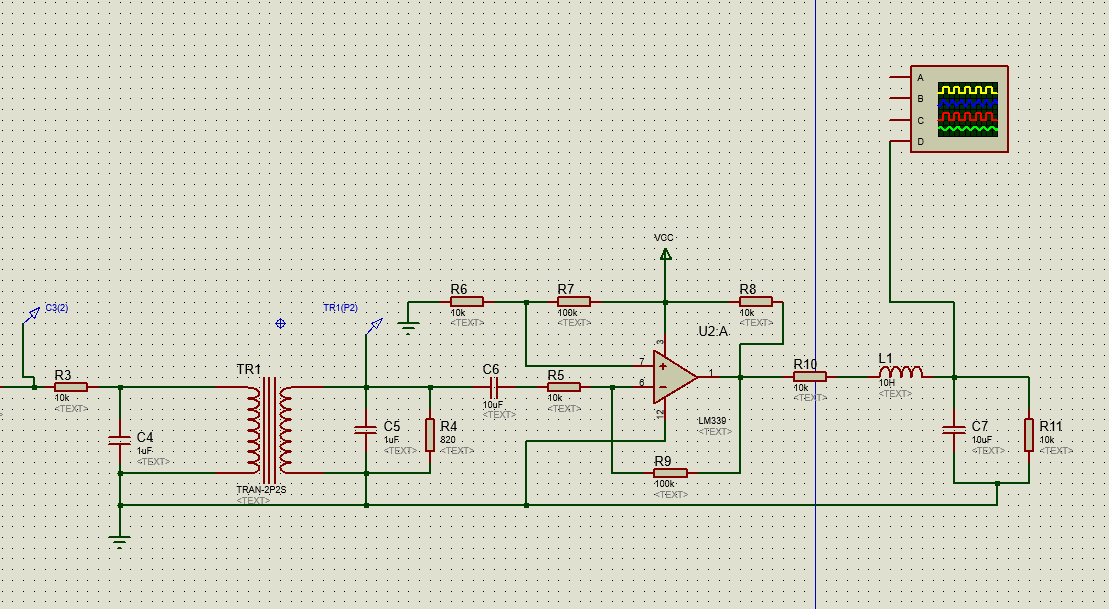 A
B
C
D
VCC
C3(2)
TR1(P2)
R6
10k
<TEXT>
R7
100k
<TEXT>
R8
10k
<TEXT>
U2:A
3
7
6
1
12
LM339
<TEXT>
R3
10k
<TEXT>
TR1
TRAN-2P2S
<TEXT>
C4
1uF
<TEXT>
C5
1uF
<TEXT>
R4
820
<TEXT>
C6
10uF
<TEXT>
R5
10k
<TEXT>
R9
100k
<TEXT>
R10
10k
<TEXT>
L1
10H
<TEXT>
C7
10uF
<TEXT>
R11
10k
<TEXT>